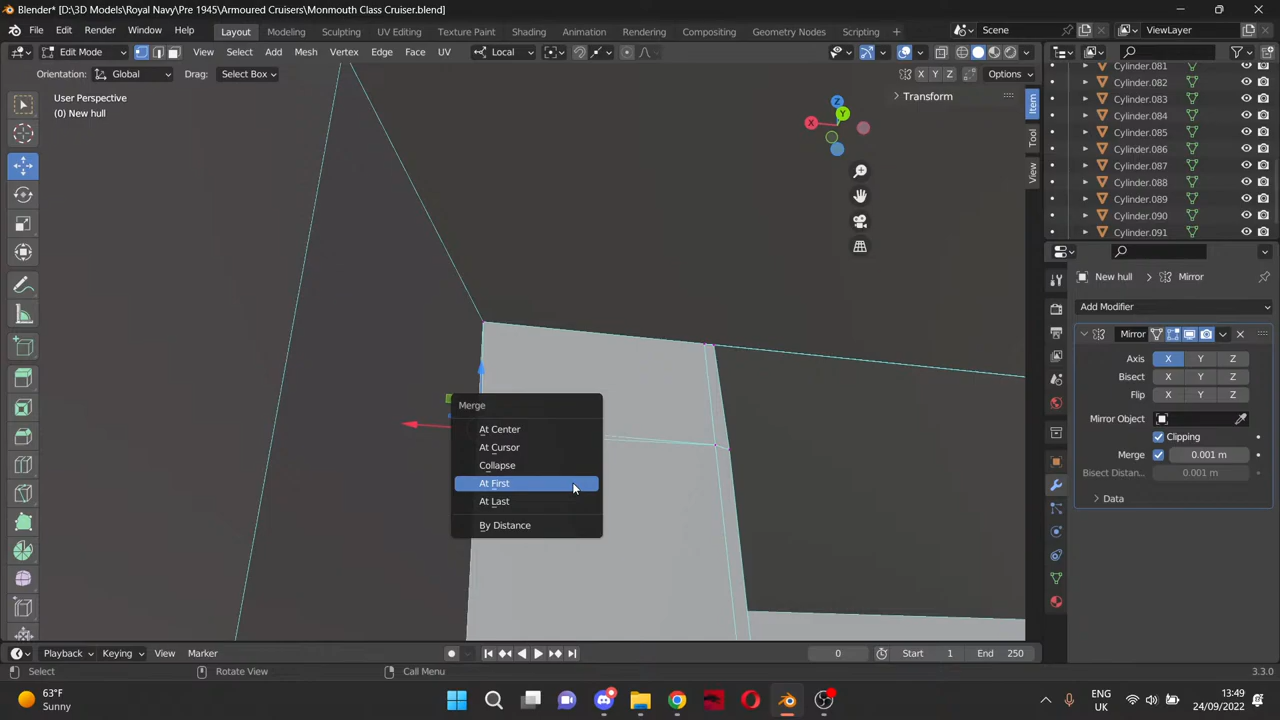 Blender* [D:\3D Models\Royal Navy\Pre 1945\Armoured Cruisers\Monmouth Class Cruiser.blend]
File Edit Render Window Help Layout Modeling Sculpting UV Editing Texture Paint Shading Animation Rendering Compositing Geometry Nodes Scripting Scene ViewLayer
Edit Mode View Select Add Mesh Vertex Edge Face UV Local
Orientation: Global Drag: Select Box X Y Z Options
User Perspective
(0) New hull
Transform
Item
Tool
View
Z
Y
X
Cylinder.081
Cylinder.082
Cylinder.083
Cylinder.084
Cylinder.085
Cylinder.086
Cylinder.087
Cylinder.088
Cylinder.089
Cylinder.090
Cylinder.091
New hull Mirror
Add Modifier
Mirror
Axis X Y Z
Bisect X Y Z
Flip X Y Z
Mirror Object
Clipping
Merge 0.001 m
Bisect Distan... 0.001 m
Data
Merge
At Center
At Cursor
Collapse
At First
At Last
By Distance
Playback Keying View Marker 0 Start 1 End 250
Select Rotate View Call Menu 3.3.0
63°F
Sunny
ENG
UK
13:49
24/09/2022